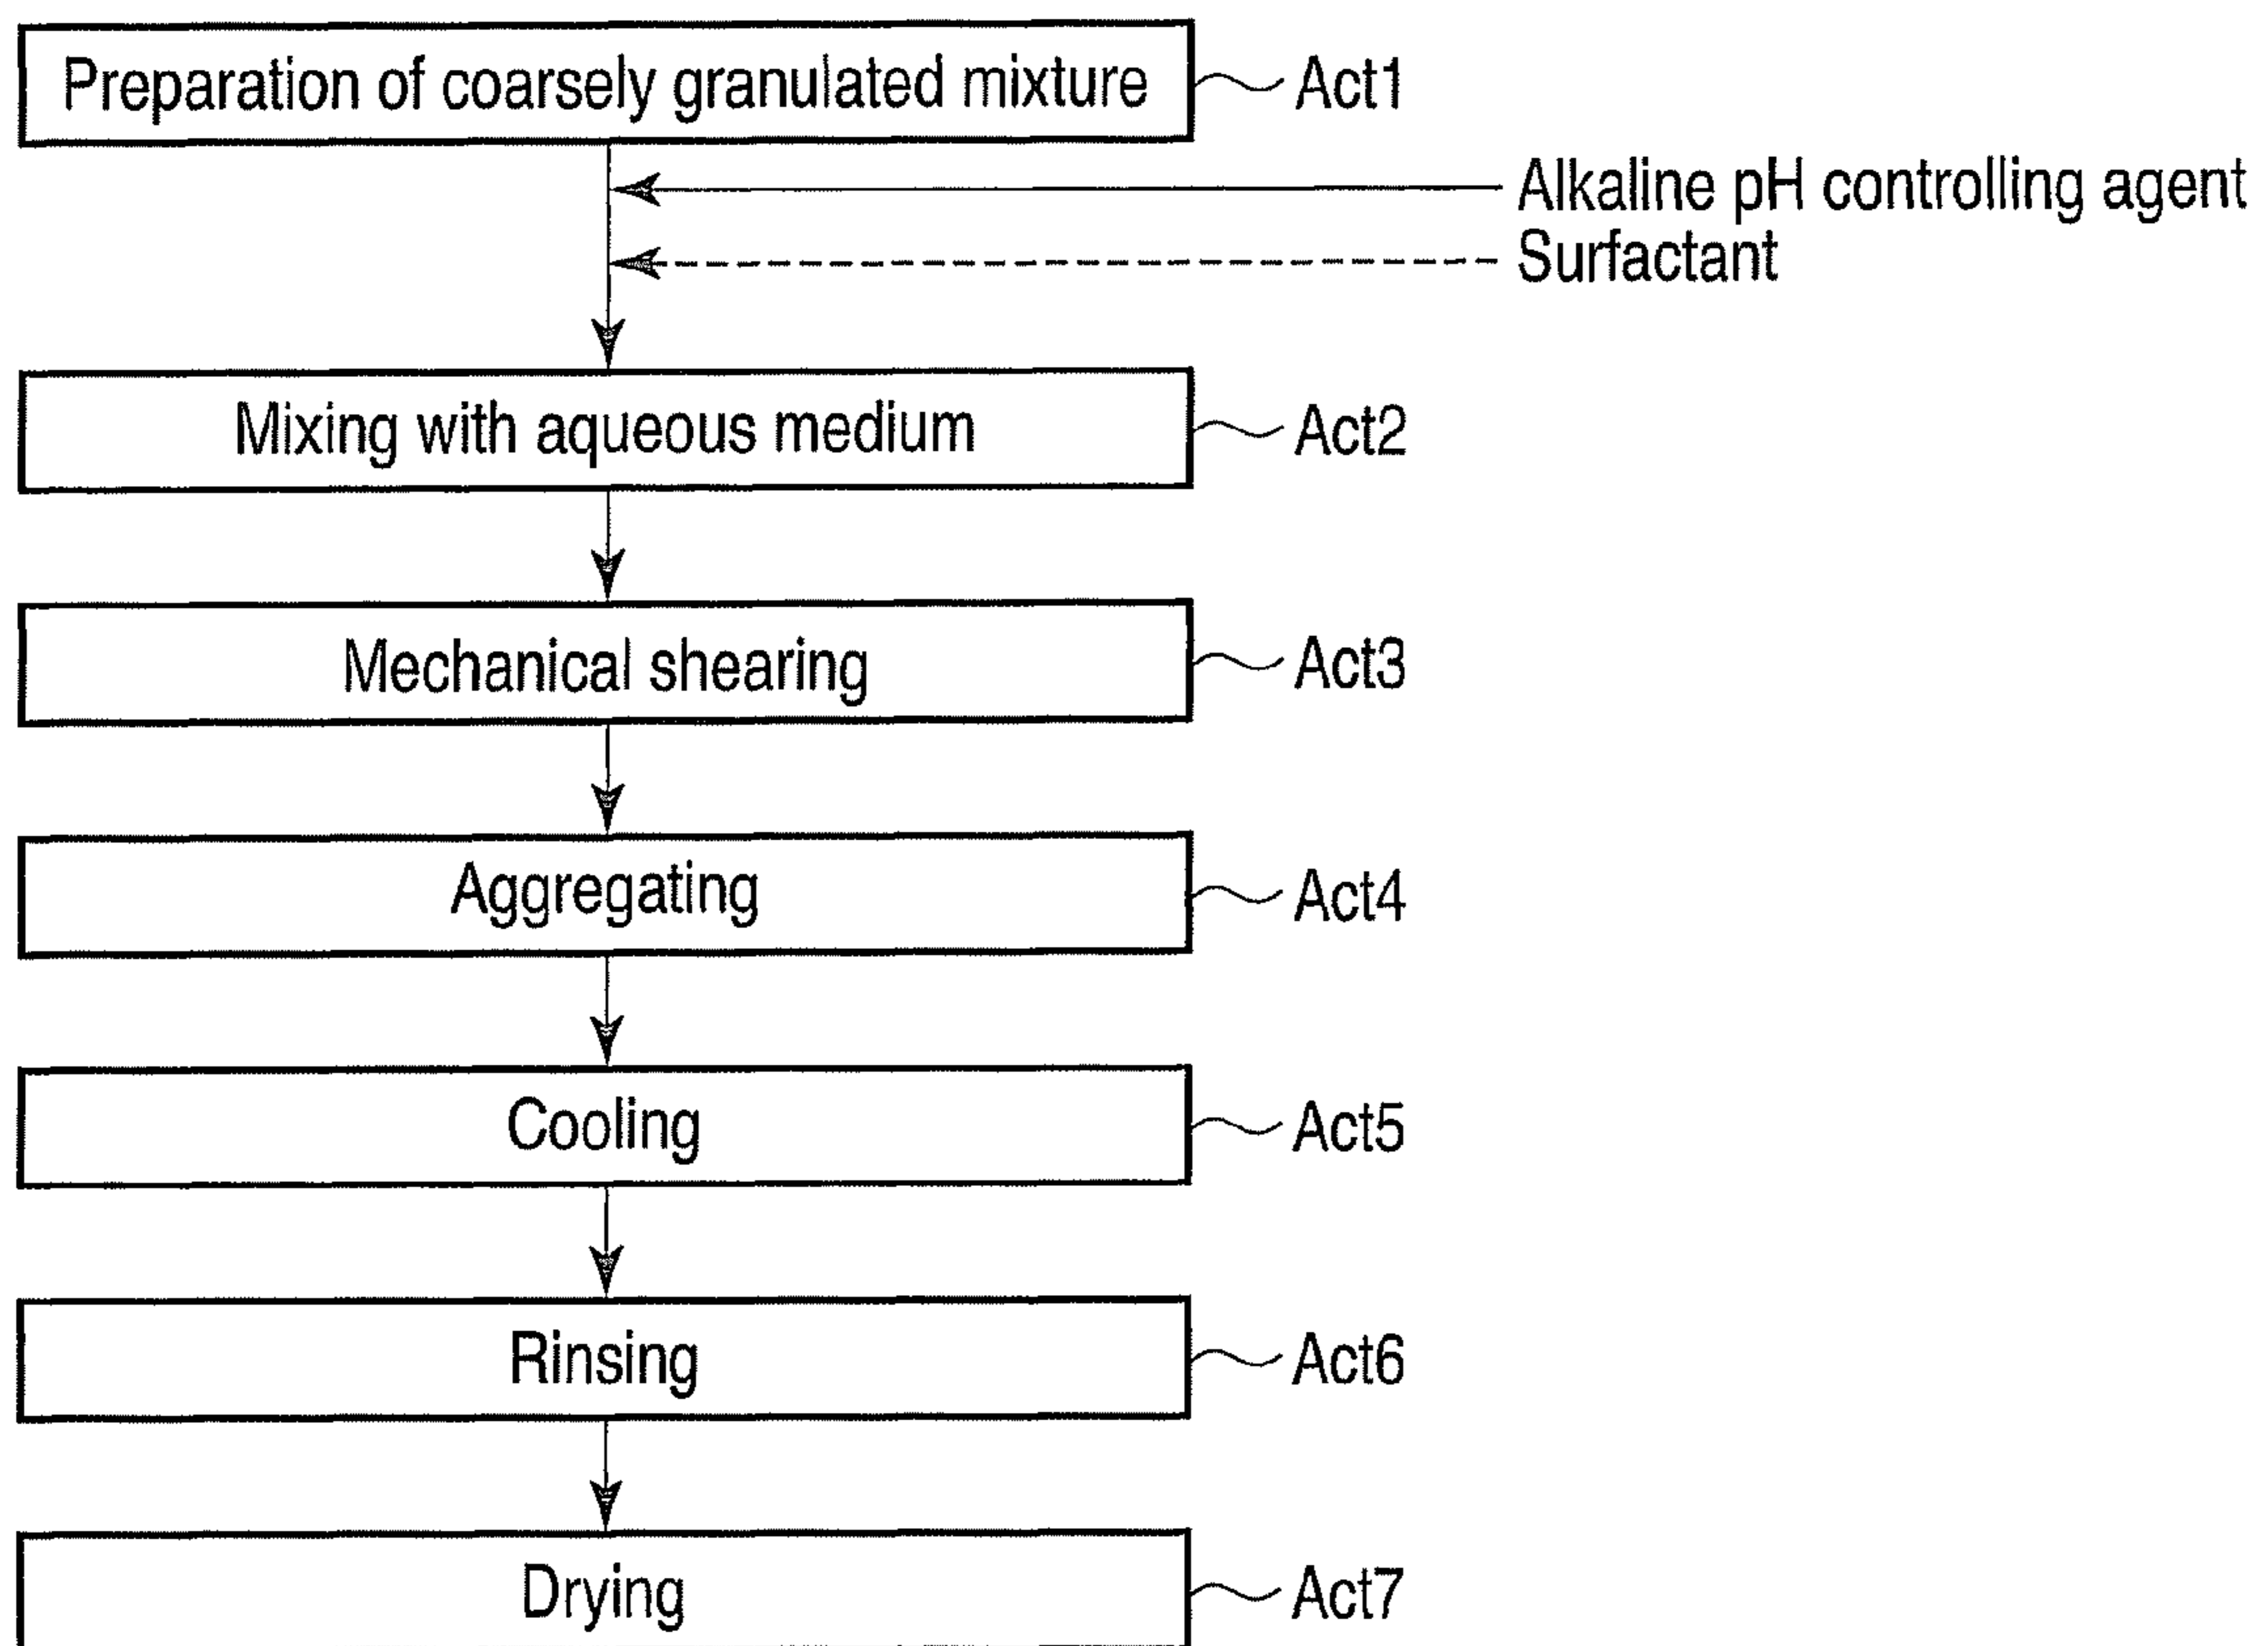 Preparation of coarsely granulated mixture
Act1
Alkaline pH controlling agent
Surfactant
Mixing with aqueous medium
Act2
Mechanical shearing
Act3
Aggregating
Act4
Cooling
Act5
Rinsing
Act6
Drying
Act7